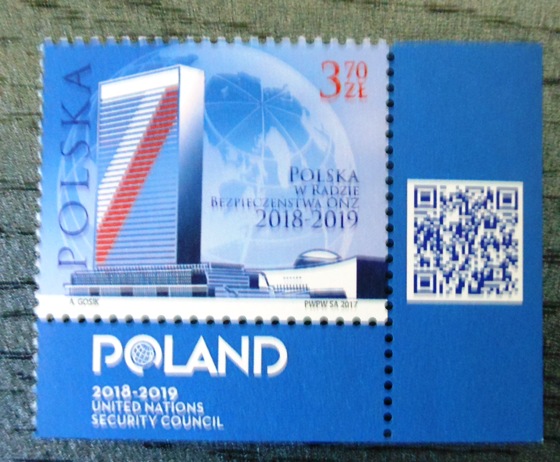 POLSKA
3 70 ZŁ
POLSKA
W RADZIE
BEZPIECZEŃSTWA ONZ
2018-2019
A. GOSIK
PWPW SA 2017
POLAND
2018-2019
UNITED NATIONS
SECURITY COUNCIL